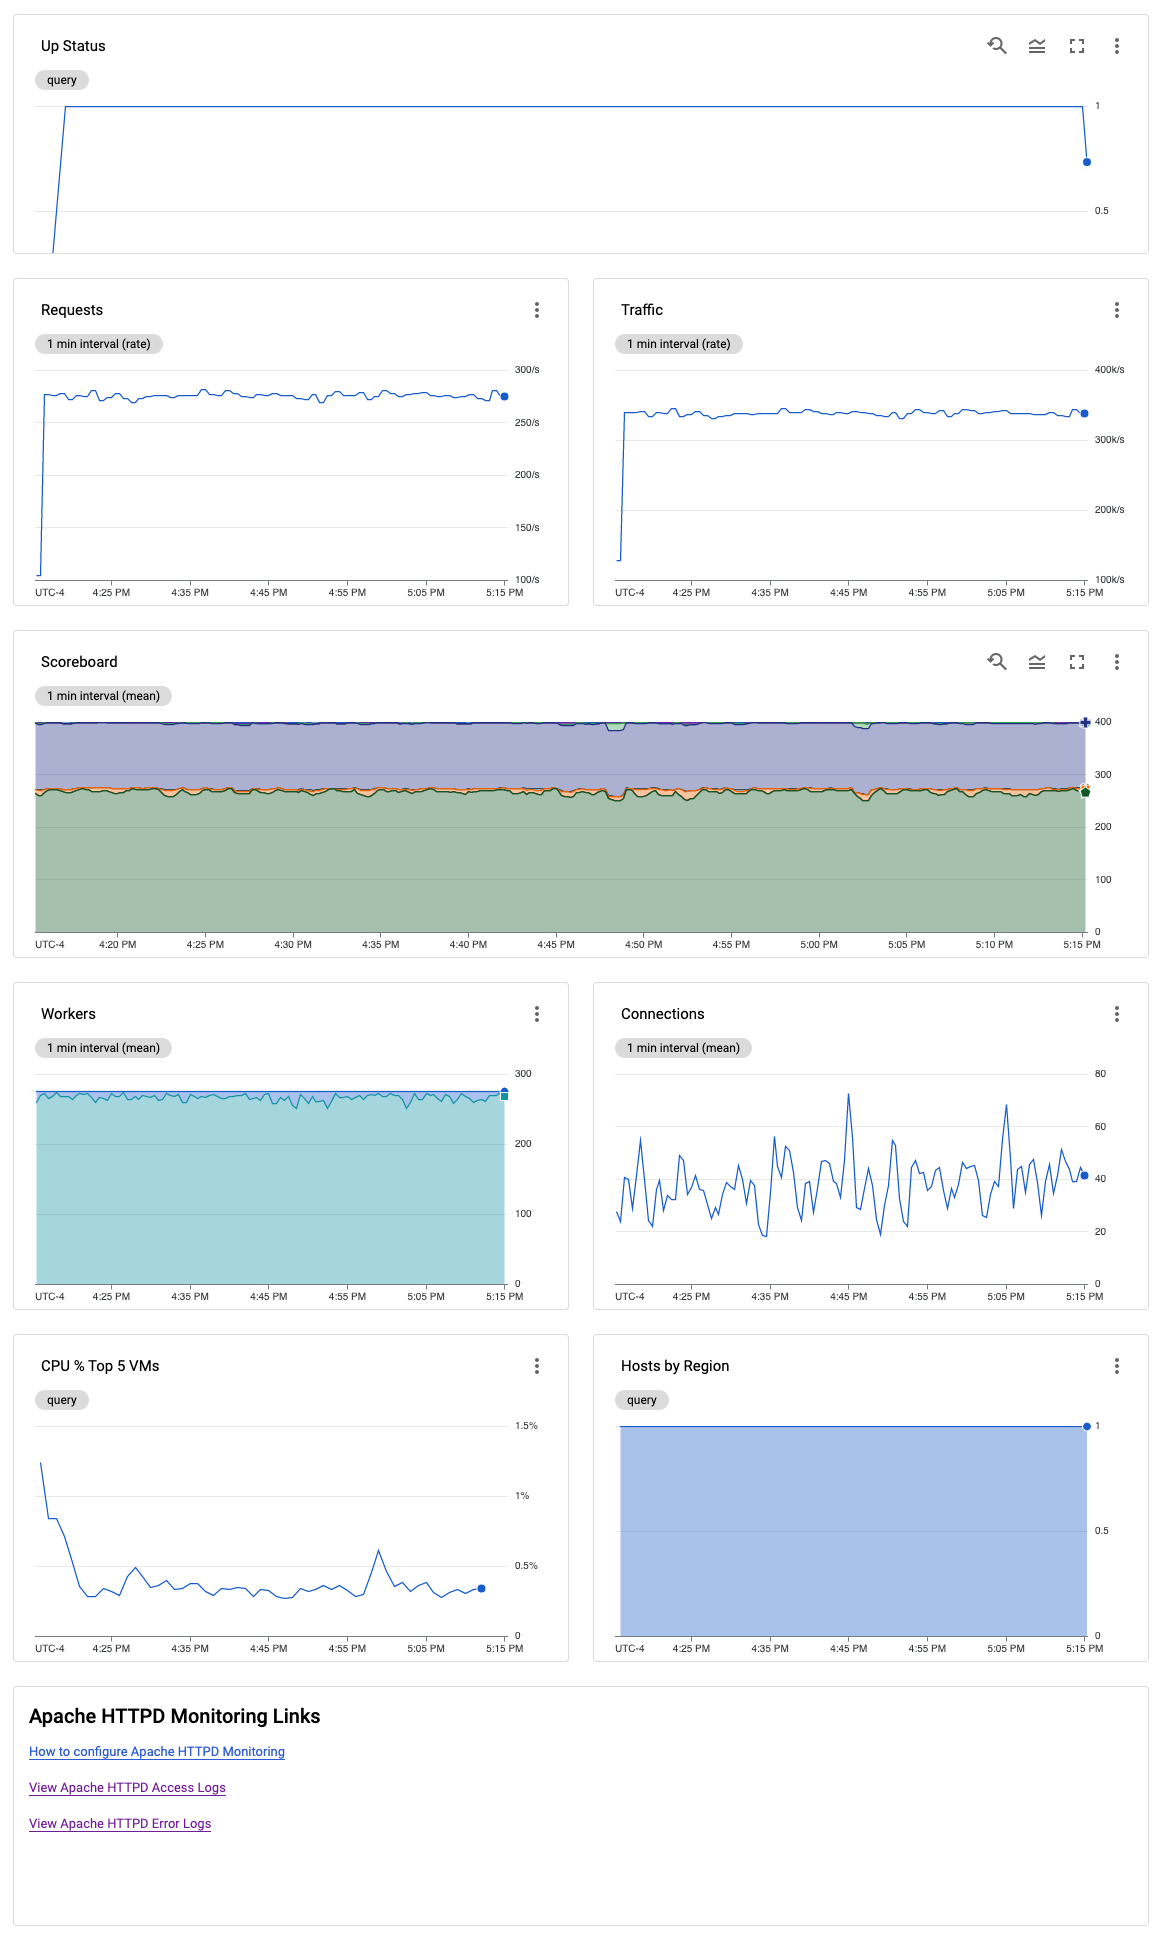 Up Status
query
1
0.5
Requests
1 min interval (rate)
300/s
250/s
200/s
150/s
100/s
UTC-4 4:25 PM 4:35 PM 4:45 PM 4:55 PM 5:05 PM 5:15 PM
Traffic
1 min interval (rate)
400k/s
300k/s
200k/s
100k/s
UTC-4 4:25 PM 4:35 PM 4:45 PM 4:55 PM 5:05 PM 5:15 PM
Scoreboard
1 min interval (mean)
400
300
200
100
0
UTC-4 4:20 PM 4:25 PM 4:30 PM 4:35 PM 4:40 PM 4:45 PM 4:50 PM 4:55 PM 5:00 PM 5:05 PM 5:10 PM 5:15 PM
Workers
1 min interval (mean)
300
200
100
0
UTC-4 4:25 PM 4:35 PM 4:45 PM 4:55 PM 5:05 PM 5:15 PM
Connections
1 min interval (mean)
80
60
40
20
0
UTC-4 4:25 PM 4:35 PM 4:45 PM 4:55 PM 5:05 PM 5:15 PM
CPU % Top 5 VMs
query
1.5%
1%
0.5%
0
UTC-4 4:25 PM 4:35 PM 4:45 PM 4:55 PM 5:05 PM 5:15 PM
Hosts by Region
query
1
0.5
0
UTC-4 4:25 PM 4:35 PM 4:45 PM 4:55 PM 5:05 PM 5:15 PM
Apache HTTPD Monitoring Links
How to configure Apache HTTPD Monitoring
View Apache HTTPD Access Logs
View Apache HTTPD Error Logs